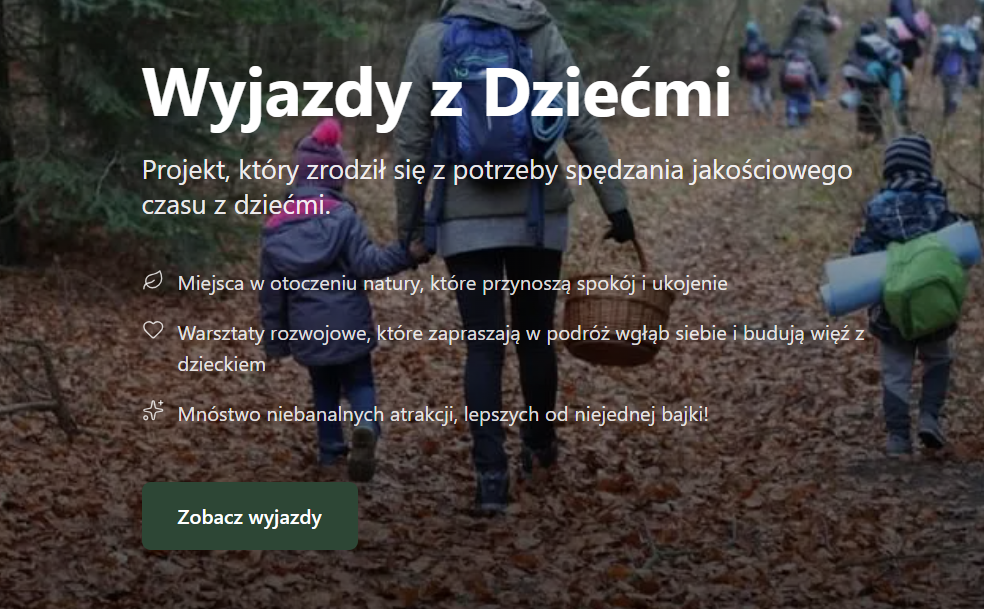 Wyjazdy z Dziećmi
Projekt, który zrodził się z potrzeby spędzania jakościowego
czasu z dziećmi.
Miejsca w otoczeniu natury, które przynoszą spokój i ukojenie
Warsztaty rozwojowe, które zapraszają w podróż wgłąb siebie i budują więź z
dzieckiem
Mnóstwo niebanalnych atrakcji, lepszych od niejednej bajki!
Zobacz wyjazdy